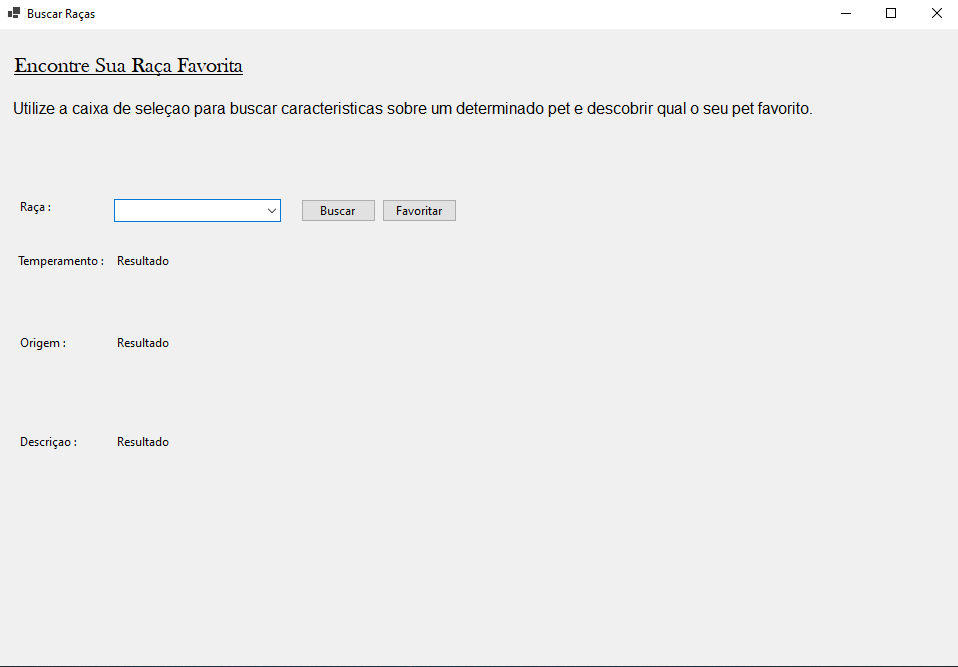 Buscar Raças
Encontre Sua Raça Favorita
Utilize a caixa de seleçao para buscar caracteristicas sobre um determinado pet e descobrir qual o seu pet favorito.
Raça :
Buscar
Favoritar
Temperamento : Resultado
Origem : Resultado
Descriçao : Resultado